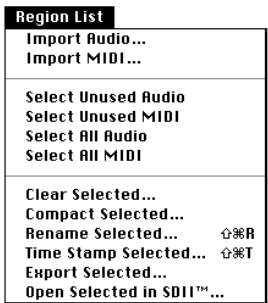 Region List
Import Audio...
Import MIDI...
Select Unused Audio
Select Unused MIDI
Select All Audio
Select All MIDI
Clear Selected...
Compact Selected...
Rename Selected... ⇧⌘R
Time Stamp Selected... ⇧⌘T
Export Selected...
Open Selected in SDII™...